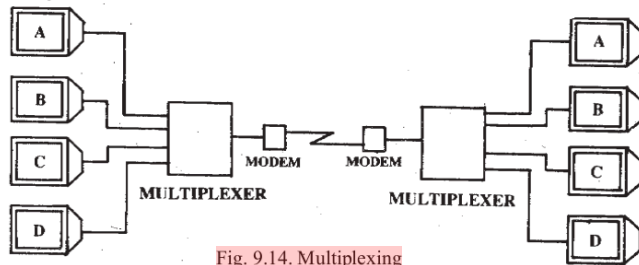 A
A
B
B
C
C
D
D
MODEM
MODEM
MULTIPLEXER
MULTIPLEXER
Fig. 9.14. Multiplexing